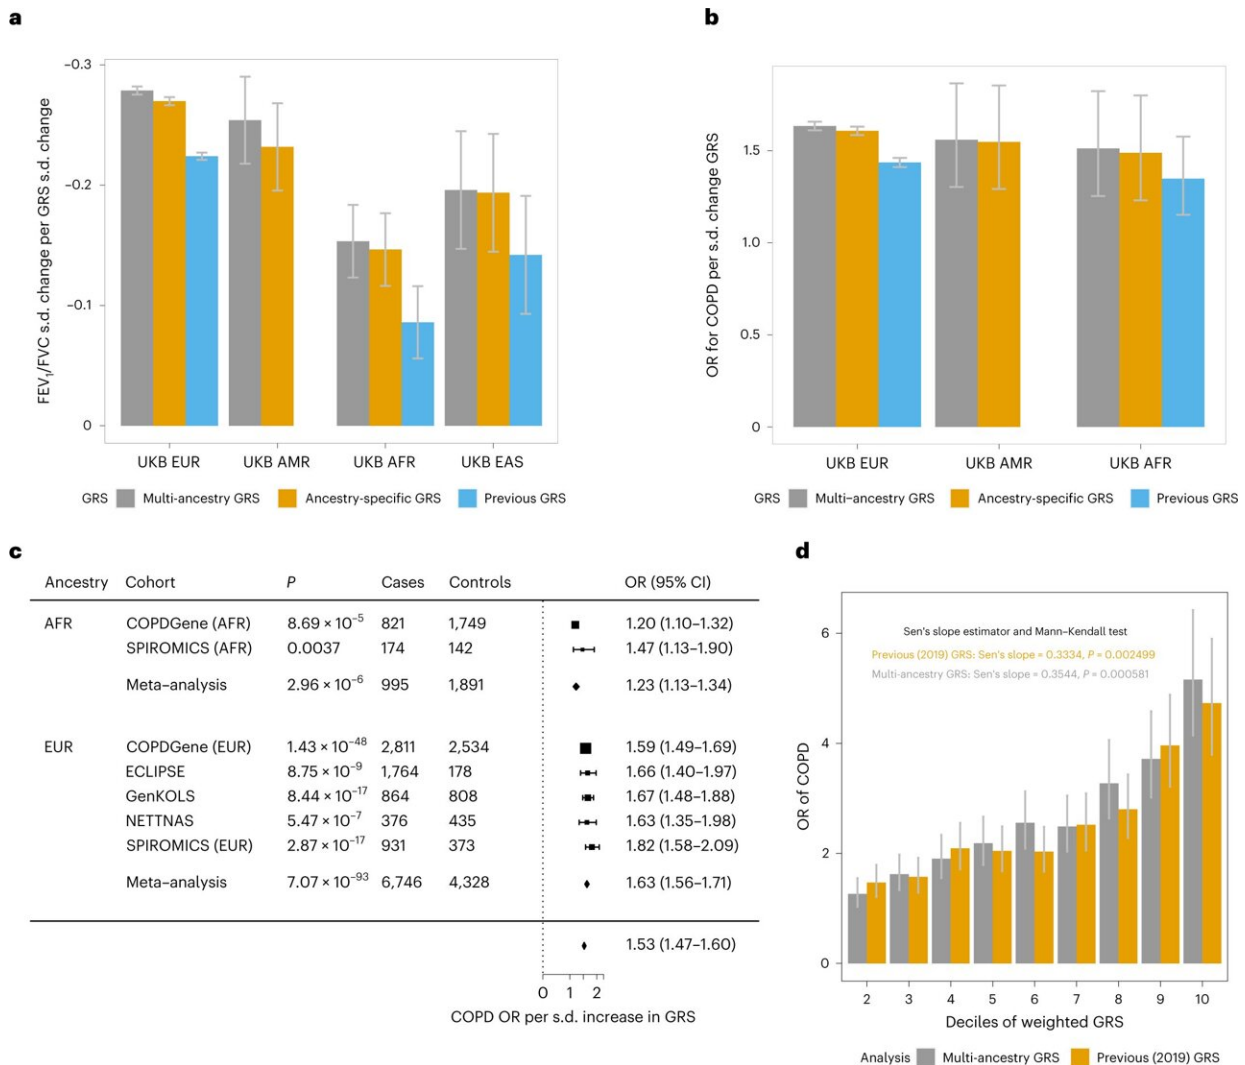 a
FEV₁/FVC s.d. change per GRS s.d. change
–0.3
–0.2
–0.1
0
UKB EUR UKB AMR UKB AFR UKB EAS
GRS Multi-ancestry GRS Ancestry-specific GRS Previous GRS
b
OR for COPD per s.d. change GRS
1.5
1.0
0.5
0
UKB EUR UKB AMR UKB AFR
GRS Multi–ancestry GRS Ancestry-specific GRS Previous GRS
c
Ancestry Cohort P Cases Controls OR (95% CI)
AFR COPDGene (AFR) 8.69 × 10⁻⁵ 821 1,749 1.20 (1.10–1.32)
SPIROMICS (AFR) 0.0037 174 142 1.47 (1.13–1.90)
Meta–analysis 2.96 × 10⁻⁶ 995 1,891 1.23 (1.13–1.34)
EUR COPDGene (EUR) 1.43 × 10⁻⁴⁸ 2,811 2,534 1.59 (1.49–1.69)
ECLIPSE 8.75 × 10⁻⁹ 1,764 178 1.66 (1.40–1.97)
GenKOLS 8.44 × 10⁻¹⁷ 864 808 1.67 (1.48–1.88)
NETTNAS 5.47 × 10⁻⁷ 376 435 1.63 (1.35–1.98)
SPIROMICS (EUR) 2.87 × 10⁻¹⁷ 931 373 1.82 (1.58–2.09)
Meta–analysis 7.07 × 10⁻⁹³ 6,746 4,328 1.63 (1.56–1.71)
1.53 (1.47–1.60)
0 1 2
COPD OR per s.d. increase in GRS
d
OR of COPD
6
4
2
0
Sen's slope estimator and Mann–Kendall test
Previous (2019) GRS: Sen's slope = 0.3334, P = 0.002499
Multi-ancestry GRS: Sen's slope = 0.3544, P = 0.000581
2 3 4 5 6 7 8 9 10
Deciles of weighted GRS
Analysis Multi-ancestry GRS Previous (2019) GRS